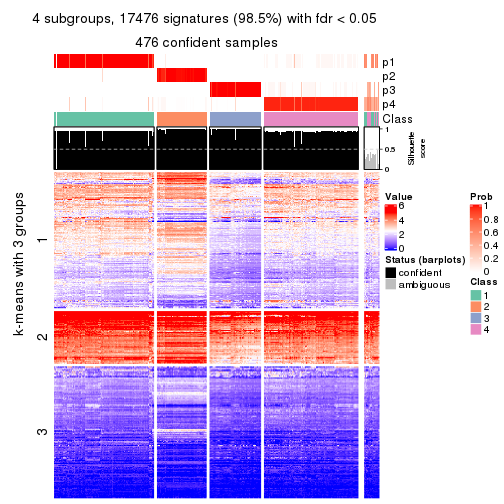 4 subgroups, 17476 signatures (98.5%) with fdr < 0.05
476 confident samples
p1
p2
p3
p4
Class
1
0.5
0
Silhouette
score
k-means with 3 groups
1
2
3
Value
6
4
2
0
Status (barplots)
confident
ambiguous
Prob
1
0.8
0.6
0.4
0.2
0
Class
1
2
3
4